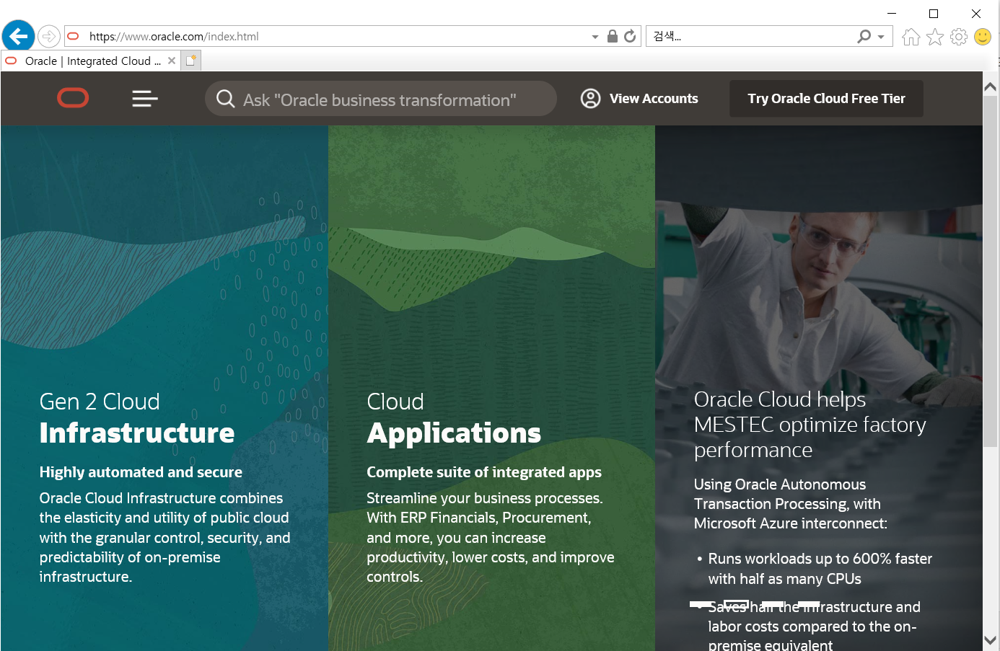 https://www.oracle.com/index.html
검색...
Oracle | Integrated Cloud ...
Ask "Oracle business transformation"
View Accounts
Try Oracle Cloud Free Tier
Gen 2 Cloud
Infrastructure
Highly automated and secure
Oracle Cloud Infrastructure combines
the elasticity and utility of public cloud
with the granular control, security, and
predictability of on-premise
infrastructure.
Cloud
Applications
Complete suite of integrated apps
Streamline your business processes.
With ERP Financials, Procurement,
and more, you can increase
productivity, lower costs, and improve
controls.
Oracle Cloud helps
MESTEC optimize factory
performance
Using Oracle Autonomous
Transaction Processing, with
Microsoft Azure interconnect:
• Runs workloads up to 600% faster
with half as many CPUs
• Saves half the infrastructure and
labor costs compared to the on-
premise equivalent